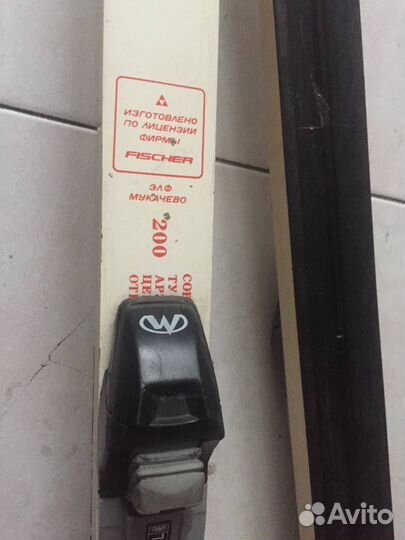 ИЗГОТОВЛЕНО
ПО ЛИЦЕНЗИИ
ФИРМЫ
FISCHER
ЭЛФ
МУКАЧЕВО
200
Avito